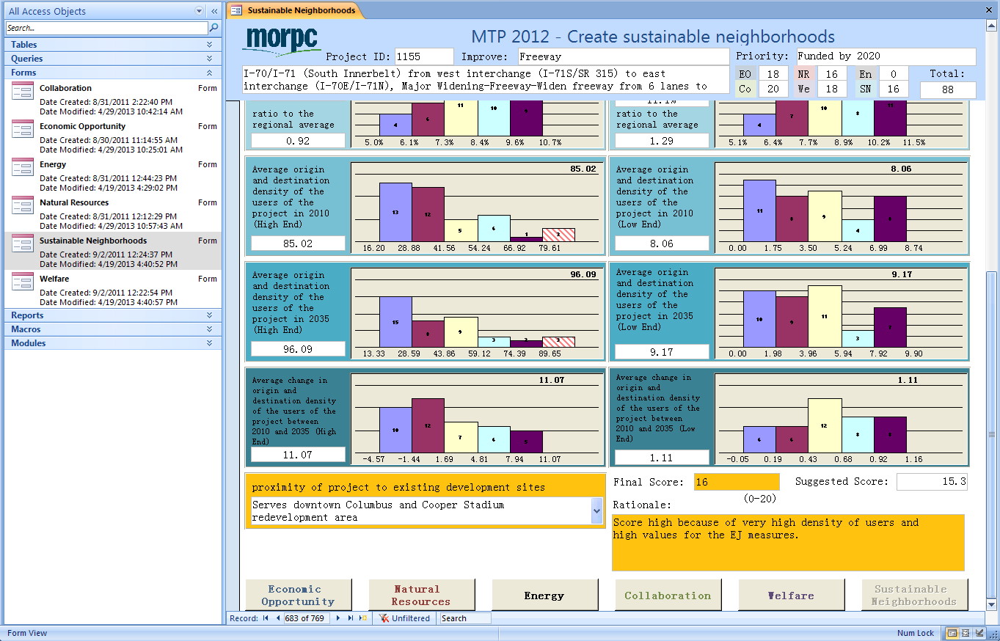 All Access Objects
Search...
Tables
Queries
Forms
Collaboration Form
Date Created: 8/31/2011 2:22:40 PM
Date Modified: 4/29/2013 10:42:14 AM
Economic Opportunity Form
Date Created: 8/30/2011 11:14:55 AM
Date Modified: 4/29/2013 10:25:01 AM
Energy Form
Date Created: 8/31/2011 12:44:23 PM
Date Modified: 4/19/2013 4:29:02 PM
Natural Resources Form
Date Created: 8/31/2011 12:12:29 PM
Date Modified: 4/29/2013 10:57:43 AM
Sustainable Neighborhoods Form
Date Created: 9/2/2011 12:24:37 PM
Date Modified: 4/19/2013 4:40:52 PM
Welfare Form
Date Created: 9/2/2011 12:22:54 PM
Date Modified: 4/19/2013 4:40:57 PM
Reports
Macros
Modules
Sustainable Neighborhoods
morpc
MTP 2012 - Create sustainable neighborhoods
Project ID: 1155 Improve: Freeway Priority: Funded by 2020
I-70/I-71 (South Innerbelt) from west interchange (I-71S/SR 315) to east
interchange (I-70E/I-71N), Major Widening-Freeway-Widen freeway from 6 lanes to
EO 18 NR 16 En 0 Total:
Co 20 We 18 SN 16 88
ratio to the
regional average
0.92
4 6 11 10 9
5.0% 6.1% 7.3% 8.4% 9.6% 10.7%
ratio to the
regional average
1.29
11.1%
4 7 10 8 11
5.1% 6.4% 7.7% 8.9% 10.2% 11.5%
Average origin
and destination
density of the
users of the
project in 2010
(High End)
85.02
85.02
13 12 5 6 1 3
16.20 28.88 41.56 54.24 66.92 79.61
Average origin
and destination
density of the
users of the
project in 2010
(Low End)
8.06
8.06
11 8 9 4 8
0.00 1.75 3.50 5.24 6.99 8.74
Average origin
and destination
density of the
users of the
project in 2035
(High End)
96.09
96.09
15 8 9 3 2 3
13.33 28.59 43.86 59.12 74.39 89.65
Average origin
and destination
density of the
users of the
project in 2035
(Low End)
9.17
9.17
10 9 11 3 7
0.00 1.98 3.96 5.94 7.92 9.90
Average change in
origin and
destination density
of the users of the
project between
2010 and 2035 (High
End)
11.07
11.07
10 12 7 6 5
-4.57 -1.44 1.69 4.81 7.94 11.07
Average change in
origin and
destination density
of the users of the
project between
2010 and 2035 (Low
End)
1.11
1.11
6 6 12 8 8
-0.05 0.19 0.43 0.68 0.92 1.16
proximity of project to existing development sites
Serves downtown Columbus and Cooper Stadium
redevelopment area
Final Score: 16 Suggested Score: 15.3
(0-20)
Rationale:
Score high because of very high density of users and
high values for the EJ measures.
Economic
Opportunity
Natural
Resources
Energy
Collaboration
Welfare
Sustainable
Neighborhoods
Record: 683 of 769 Unfiltered Search
Form View Num Lock